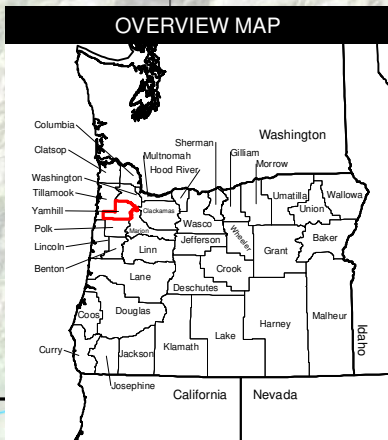 OVERVIEW MAP
Columbia
Clatsop
Washington
Tillamook
Yamhill
Polk
Lincoln
Benton
Multnomah
Hood River
Sherman
Gilliam
Morrow
Washington
Umatilla
Wallowa
Union
Clackamas
Wasco
Marion
Jefferson
Wheeler
Baker
Linn
Grant
Crook
Lane
Deschutes
Coos
Douglas
Malheur
Harney
Lake
Idaho
Curry
Jackson
Klamath
Josephine
California
Nevada